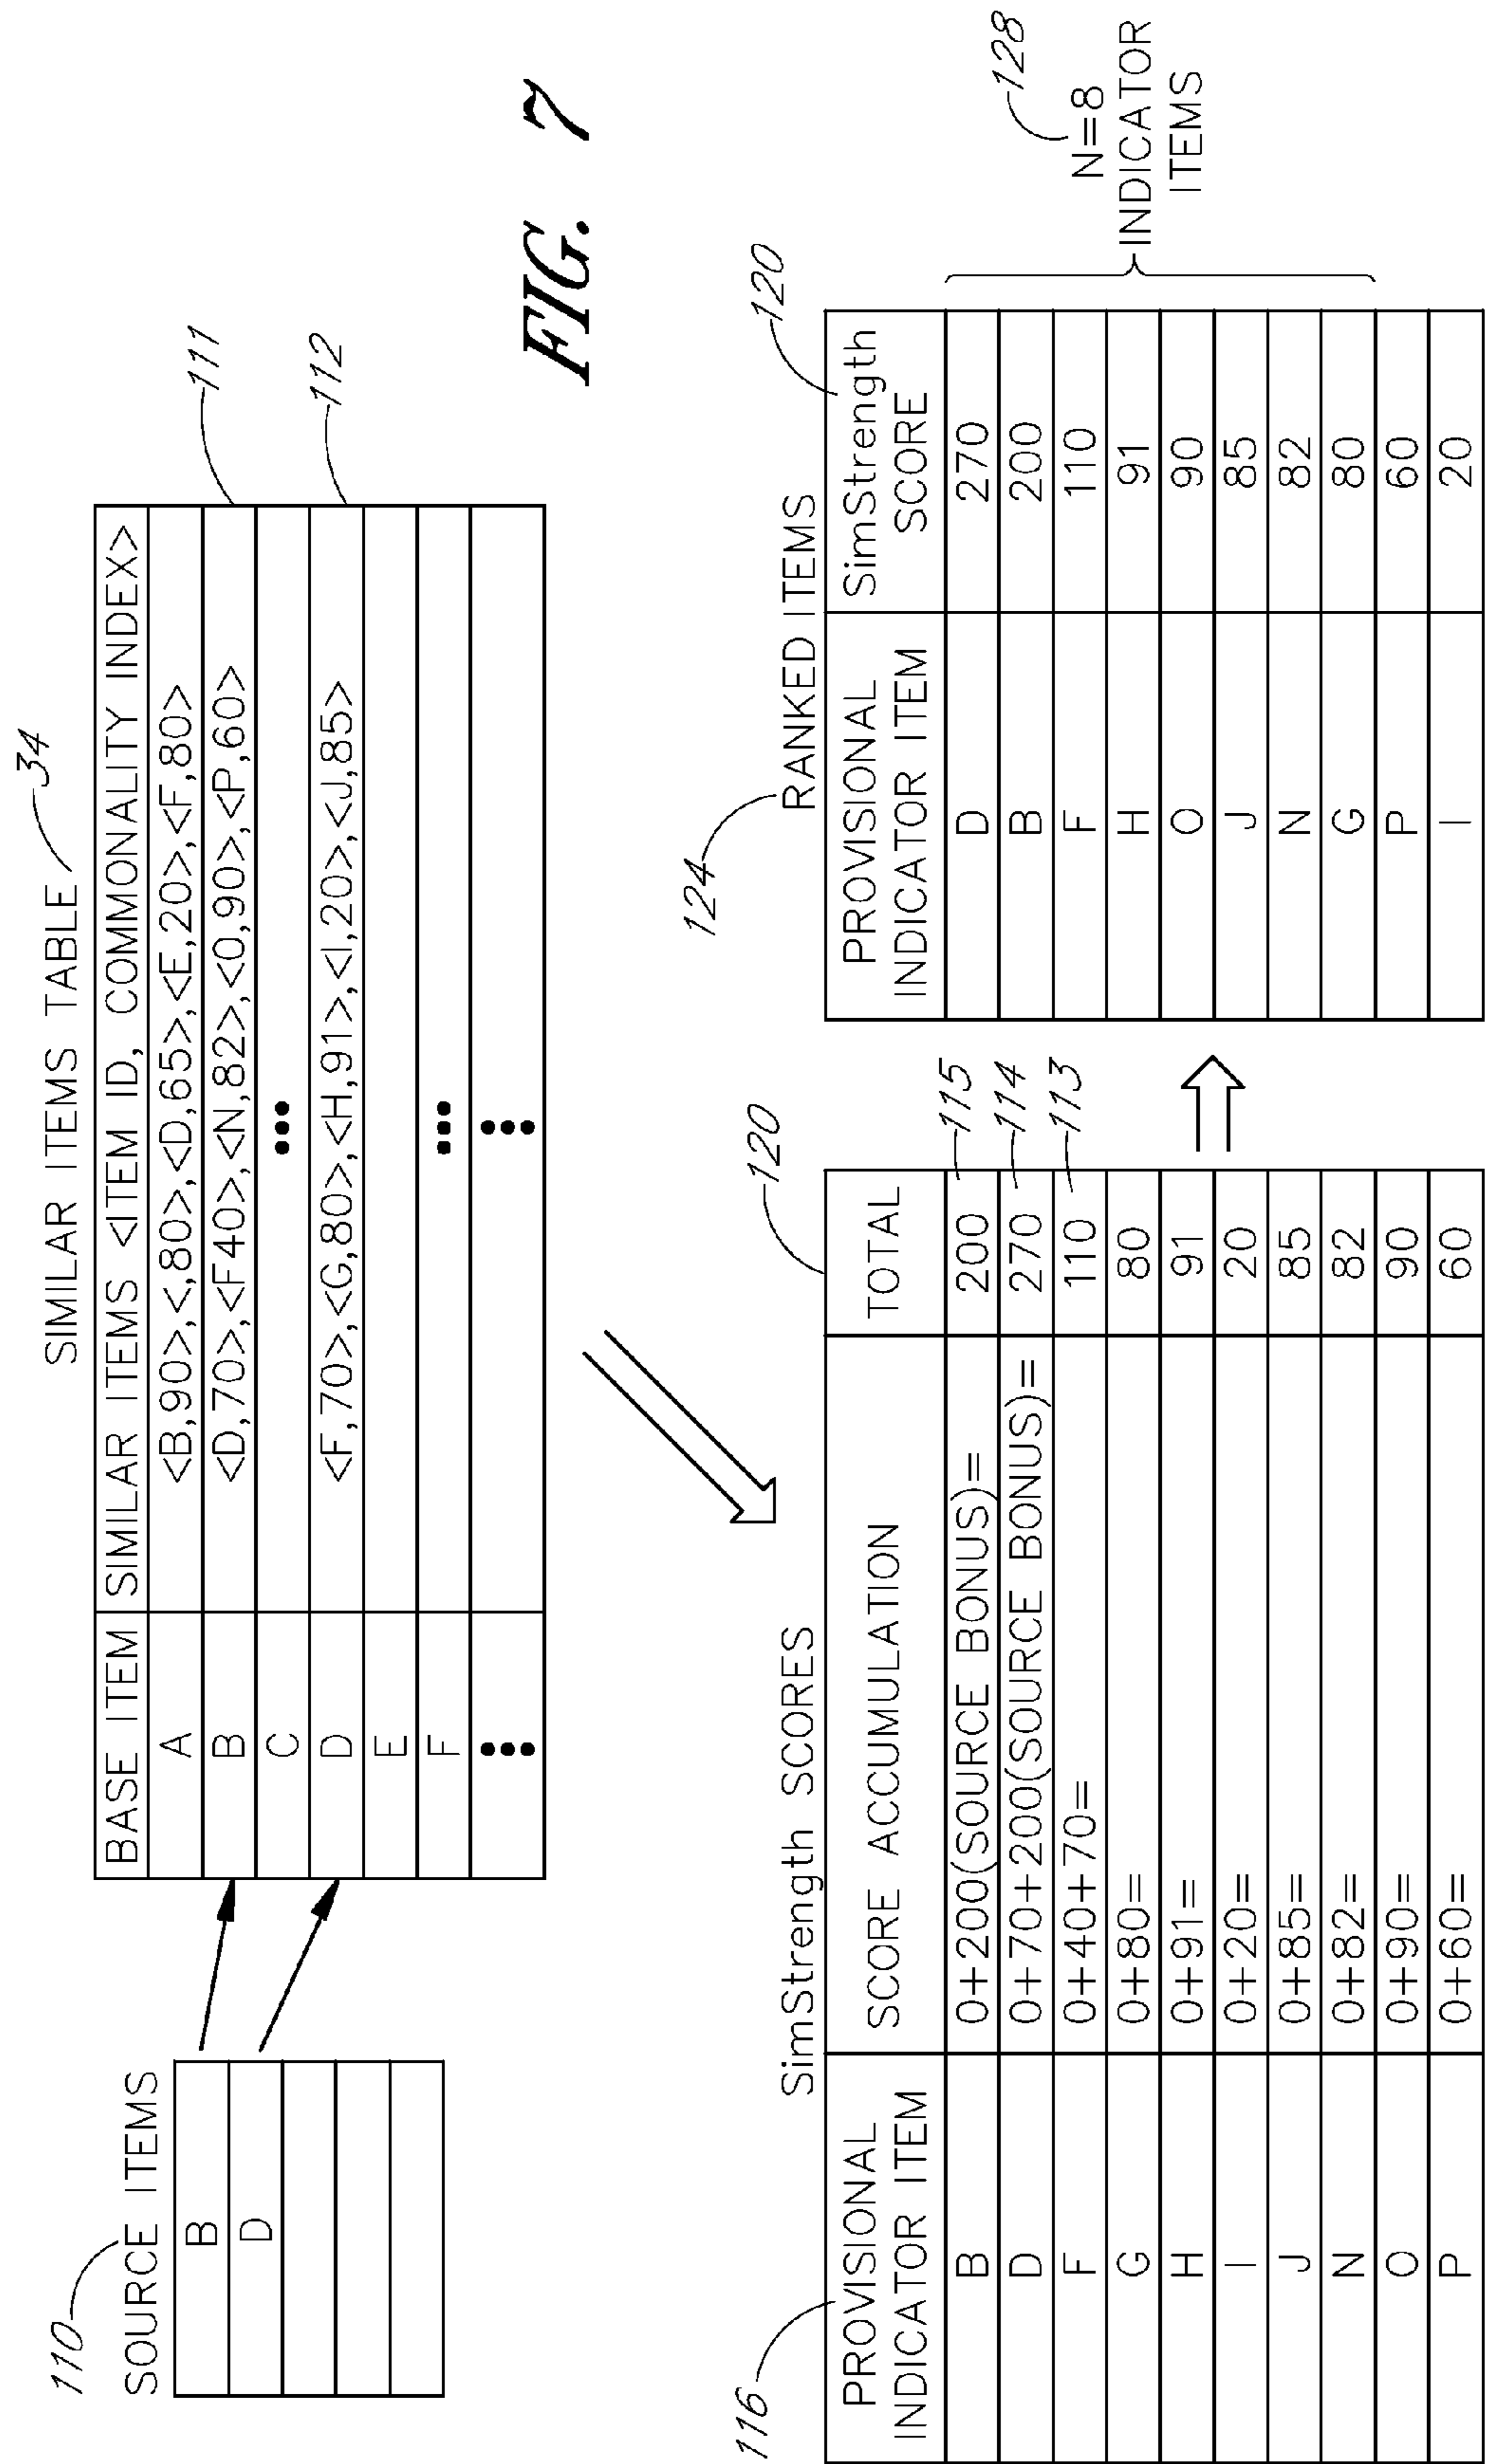 110
SOURCE ITEMS
B
D
SIMILAR ITEMS TABLE 34
BASE ITEM SIMILAR ITEMS <ITEM ID, COMMONALITY INDEX>
A <B,90>,<,80>,<D,65>,<E,20>,<F,80>
B <D,70>,<F40>,<N,82>,<O,90>,<P,60> 111
C •••
D <F,70>,<G,80>,<H,91>,<I,20>,<J,85> 112
E
F •••
••• •••
FIG. 7
SimStrength SCORES
116 120
PROVISIONAL INDICATOR ITEM SCORE ACCUMULATION TOTAL
B 0+200(SOURCE BONUS)= 200 115
D 0+70+200(SOURCE BONUS)= 270 114
F 0+40+70= 110 113
G 0+80= 80
H 0+91= 91
I 0+20= 20
J 0+85= 85
N 0+82= 82
O 0+90= 90
P 0+60= 60
124 RANKED ITEMS 120
PROVISIONAL INDICATOR ITEM SimStrength SCORE
D 270
B 200
F 110
H 91
O 90
J 85
N 82
G 80
P 60
I 20
128
N=8
INDICATOR
ITEMS